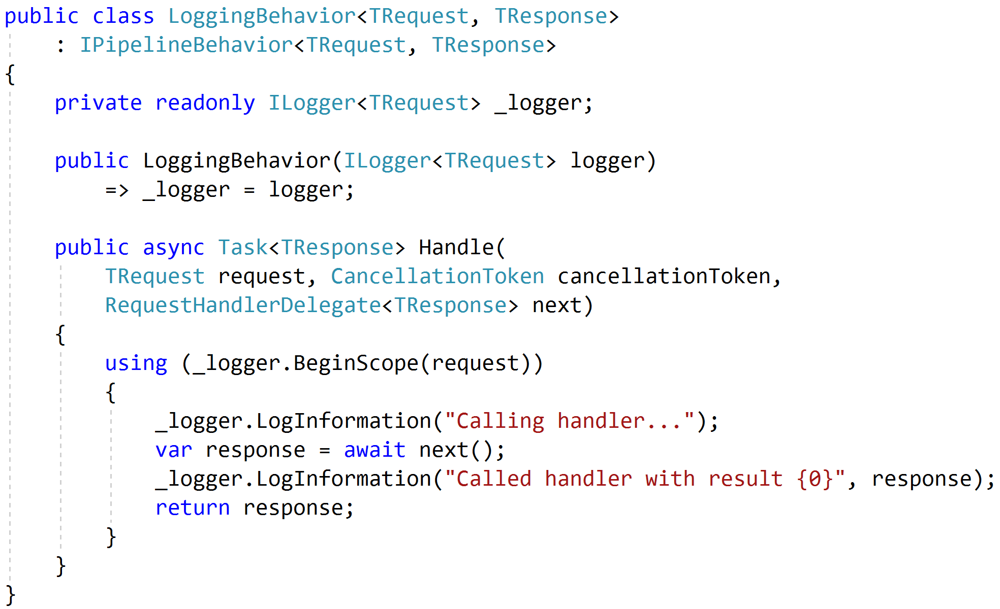 public class LoggingBehavior<TRequest, TResponse>
    : IPipelineBehavior<TRequest, TResponse>
{
    private readonly ILogger<TRequest> _logger;

    public LoggingBehavior(ILogger<TRequest> logger)
        => _logger = logger;

    public async Task<TResponse> Handle(
        TRequest request, CancellationToken cancellationToken,
        RequestHandlerDelegate<TResponse> next)
    {
        using (_logger.BeginScope(request))
        {
            _logger.LogInformation("Calling handler...");
            var response = await next();
            _logger.LogInformation("Called handler with result {0}", response);
            return response;
        }
    }
}